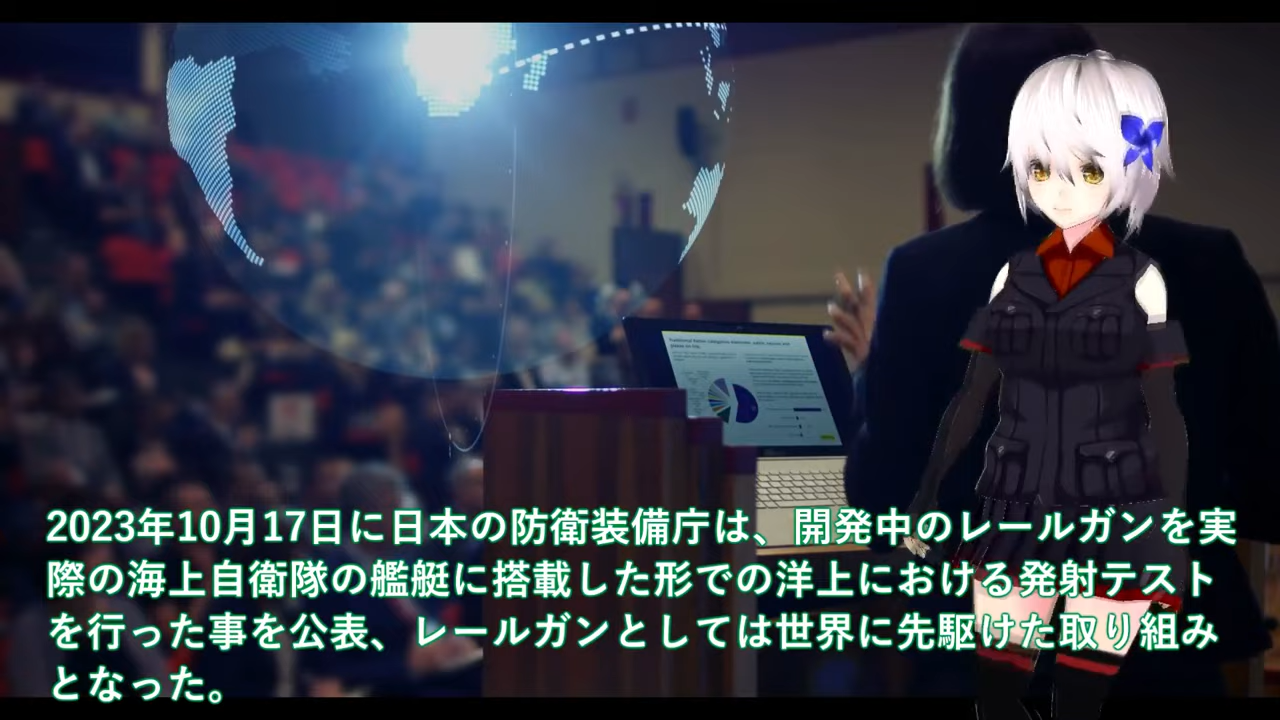 2023年10月17日に日本の防衛装備庁は、開発中のレールガンを実
際の海上自衛隊の艦艇に搭載した形での洋上における発射テスト
を行った事を公表、レールガンとしては世界に先駆けた取り組み
となった。